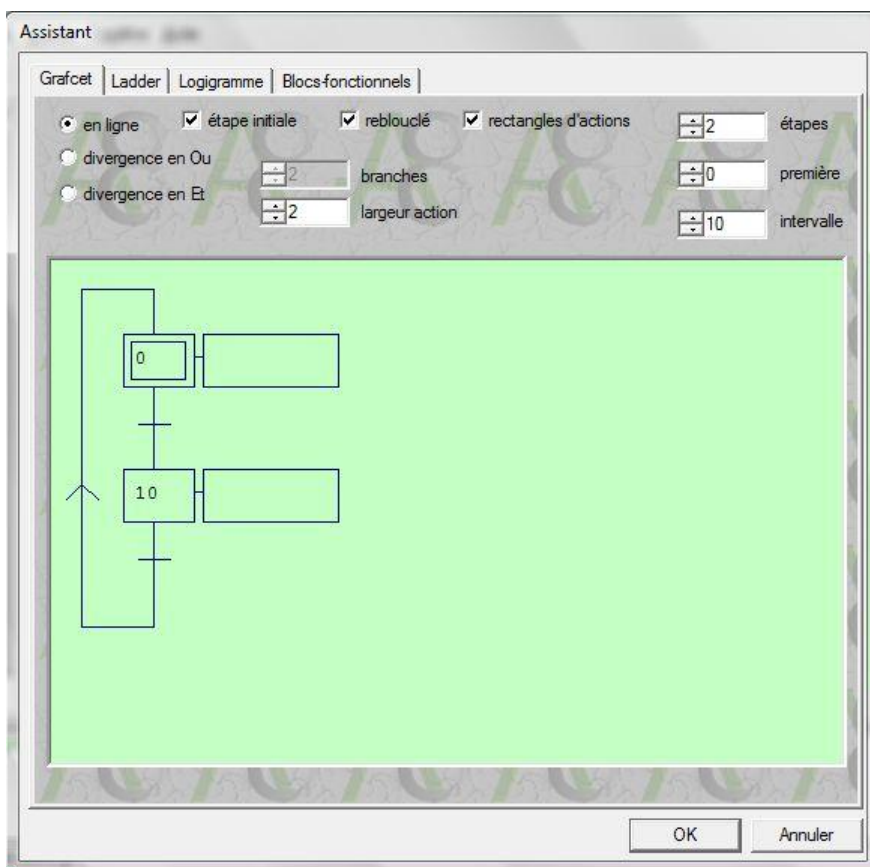 Assistant
Grafcet Ladder Logigramme Blocs-fonctionnels
en ligne étape initiale reblouclé rectangles d'actions 2 étapes
divergence en Ou 2 branches 0 première
divergence en Et 2 largeur action 10 intervalle
0
10
OK Annuler